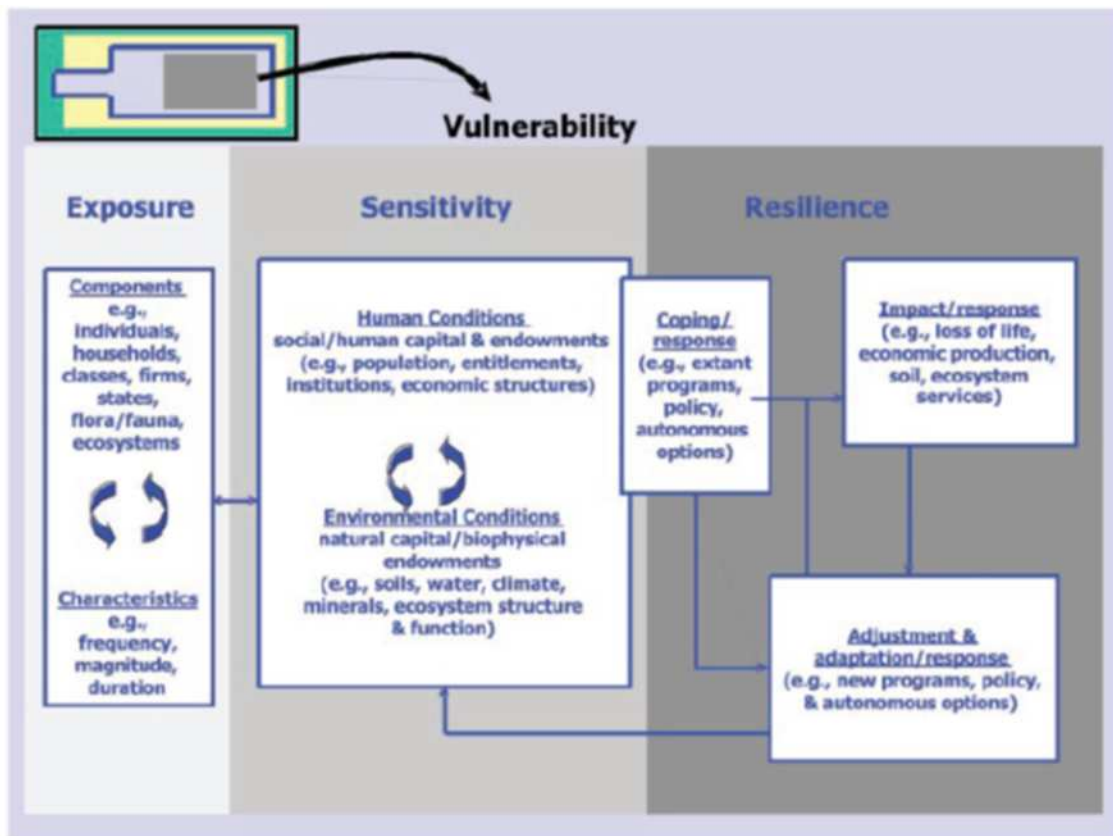 Vulnerability
Exposure
Sensitivity
Resilience
Components
e.g.,
individuals,
households,
classes, firms,
states,
flora/fauna,
ecosystems
Characteristics
e.g.,
frequency,
magnitude,
duration
Human Conditions
social/human capital & endowments
(e.g., population, entitlements,
institutions, economic structures)
Environmental Conditions
natural capital/biophysical
endowments
(e.g., soils, water, climate,
minerals, ecosystem structure
& function)
Coping/
response
(e.g., extant
programs,
policy,
autonomous
options)
Impact/response
(e.g., loss of life,
economic production,
soil, ecosystem
services)
Adjustment &
adaptation/response
(e.g., new programs, policy,
& autonomous options)